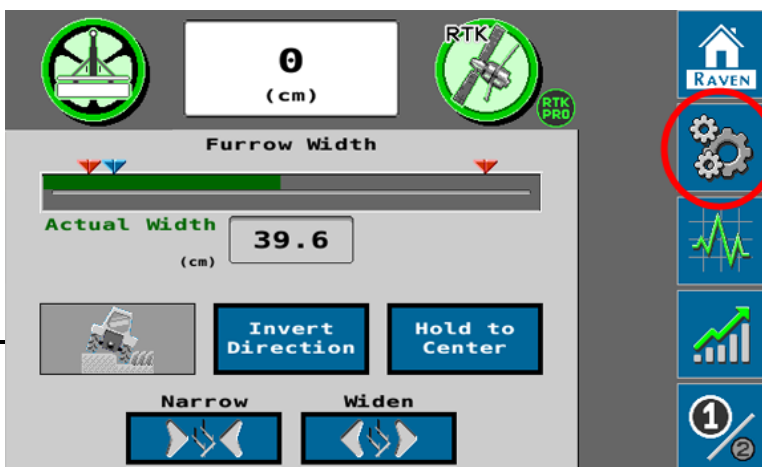 RTK
0
(cm)
RTK
PRO
RAVEN
Furrow Width
Actual Width
(cm)
39.6
Invert
Direction
Hold to
Center
Narrow
Widen
1
2